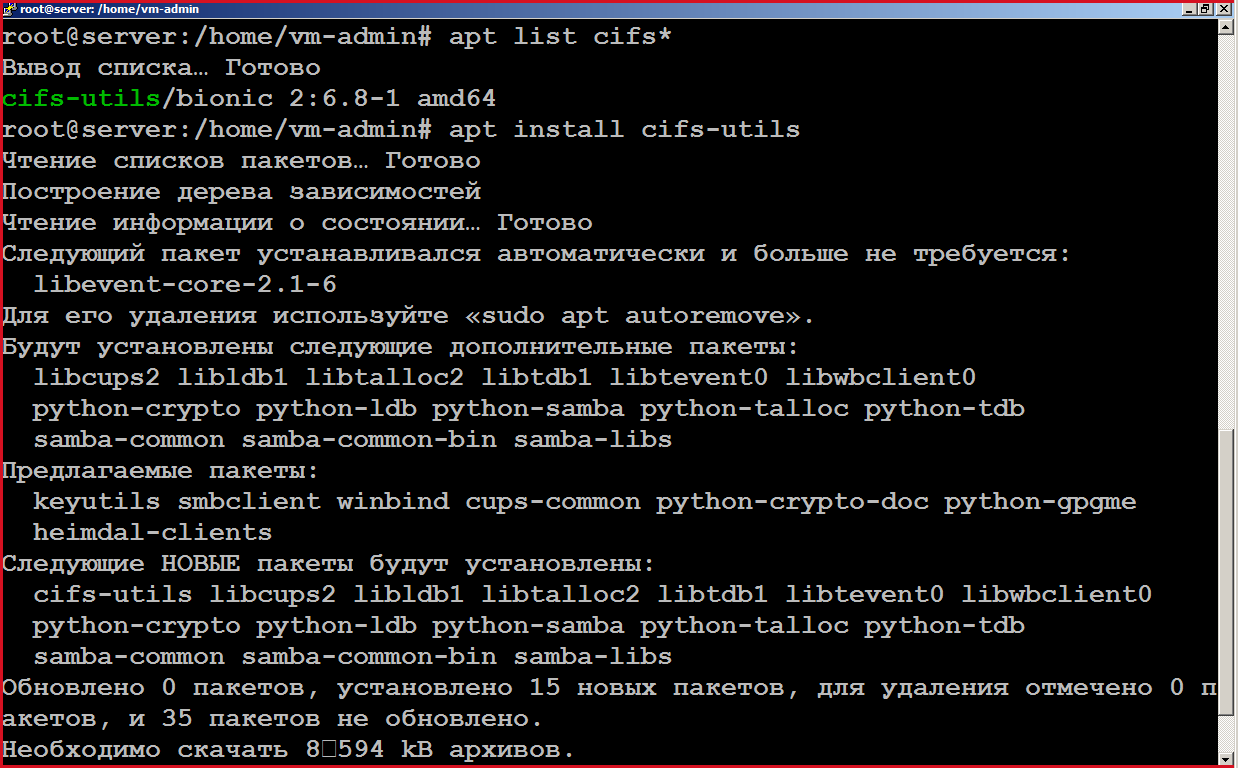 root@server: /home/vm-admin
root@server:/home/vm-admin# apt list cifs*
Вывод списка… Готово
cifs-utils/bionic 2:6.8-1 amd64
root@server:/home/vm-admin# apt install cifs-utils
Чтение списков пакетов… Готово
Построение дерева зависимостей
Чтение информации о состоянии… Готово
Следующий пакет устанавливался автоматически и больше не требуется:
libevent-core-2.1-6
Для его удаления используйте «sudo apt autoremove».
Будут установлены следующие дополнительные пакеты:
libcups2 libldb1 libtalloc2 libtdb1 libtevent0 libwbclient0
python-crypto python-ldb python-samba python-talloc python-tdb
samba-common samba-common-bin samba-libs
Предлагаемые пакеты:
keyutils smbclient winbind cups-common python-crypto-doc python-gpgme
heimdal-clients
Следующие НОВЫЕ пакеты будут установлены:
cifs-utils libcups2 libldb1 libtalloc2 libtdb1 libtevent0 libwbclient0
python-crypto python-ldb python-samba python-talloc python-tdb
samba-common samba-common-bin samba-libs
Обновлено 0 пакетов, установлено 15 новых пакетов, для удаления отмечено 0 п
акетов, и 35 пакетов не обновлено.
Необходимо скачать 8□594 kB архивов.